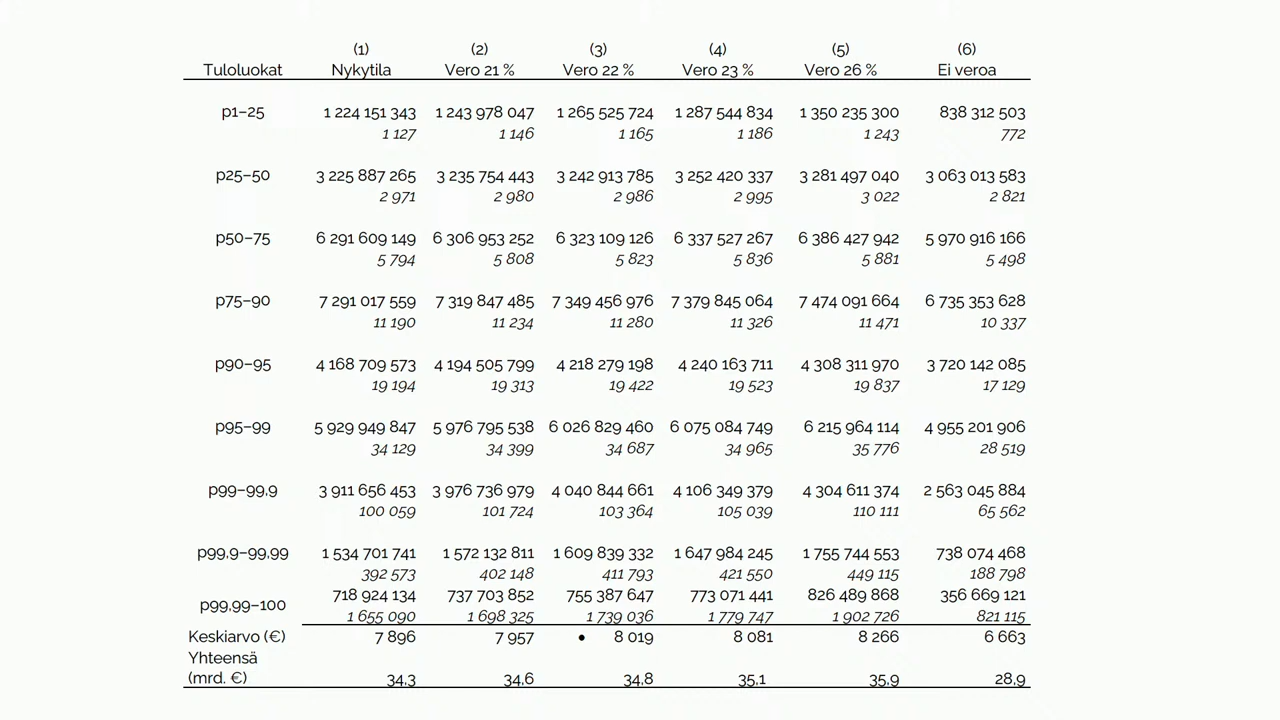 (1) (2) (3) (4) (5) (6)
Tuloluokat Nykytila Vero 21 % Vero 22 % Vero 23 % Vero 26 % Ei veroa
p1–25 1 224 151 343 1 243 978 047 1 265 525 724 1 287 544 834 1 350 235 300 838 312 503
1 127 1 146 1 165 1 186 1 243 772
p25–50 3 225 887 265 3 235 754 443 3 242 913 785 3 252 420 337 3 281 497 040 3 063 013 583
2 971 2 980 2 986 2 995 3 022 2 821
p50–75 6 291 609 149 6 306 953 252 6 323 109 126 6 337 527 267 6 386 427 942 5 970 916 166
5 794 5 808 5 823 5 836 5 881 5 498
p75–90 7 291 017 559 7 319 847 485 7 349 456 976 7 379 845 064 7 474 091 664 6 735 353 628
11 190 11 234 11 280 11 326 11 471 10 337
p90–95 4 168 709 573 4 194 505 799 4 218 279 198 4 240 163 711 4 308 311 970 3 720 142 085
19 194 19 313 19 422 19 523 19 837 17 129
p95–99 5 929 949 847 5 976 795 538 6 026 829 460 6 075 084 749 6 215 964 114 4 955 201 906
34 129 34 399 34 687 34 965 35 776 28 519
p99–99,9 3 911 656 453 3 976 736 979 4 040 844 661 4 106 349 379 4 304 611 374 2 563 045 884
100 059 101 724 103 364 105 039 110 111 65 562
p99,9–99,99 1 534 701 741 1 572 132 811 1 609 839 332 1 647 984 245 1 755 744 553 738 074 468
392 573 402 148 411 793 421 550 449 115 188 798
p99,99–100 718 924 134 737 703 852 755 387 647 773 071 441 826 489 868 356 669 121
1 655 090 1 698 325 1 739 036 1 779 747 1 902 726 821 115
Keskiarvo (€) 7 896 7 957 8 019 8 081 8 266 6 663
Yhteensä
(mrd. €) 34,3 34,6 34,8 35,1 35,9 28,9